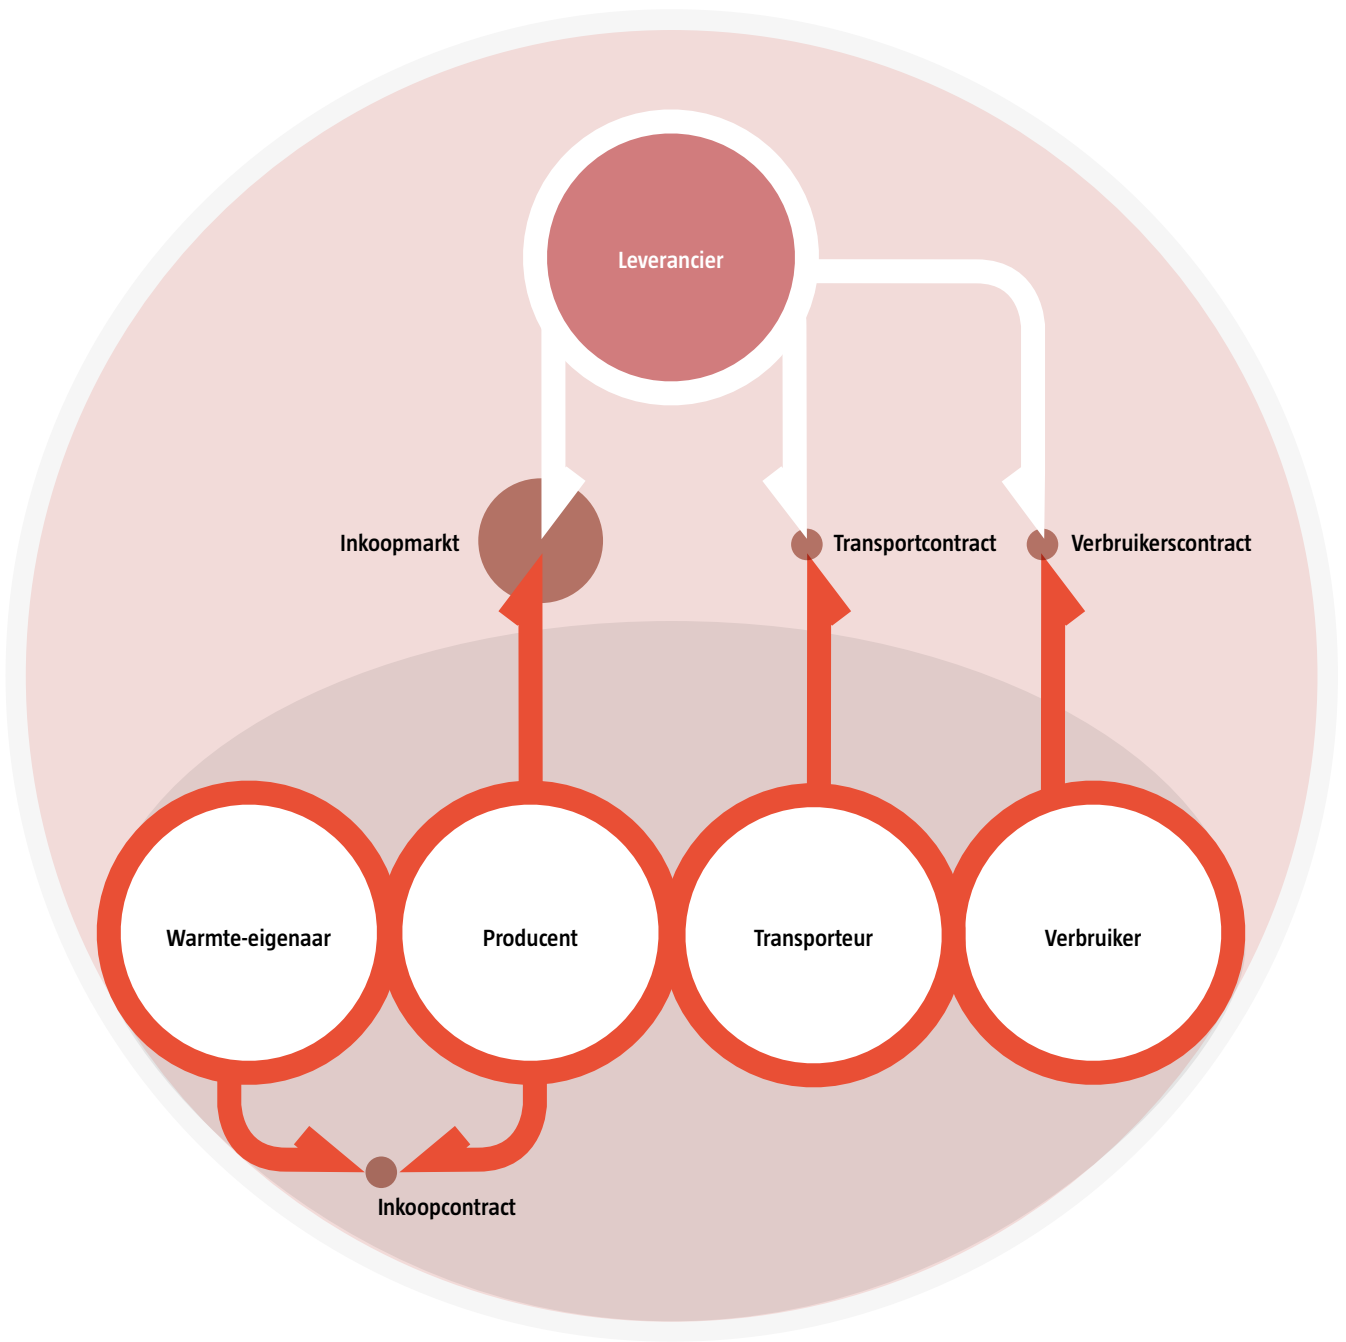 Leverancier
Inkoopmarkt
Transportcontract
Verbruikerscontract
Warmte-eigenaar
Producent
Transporteur
Verbruiker
Inkoopcontract